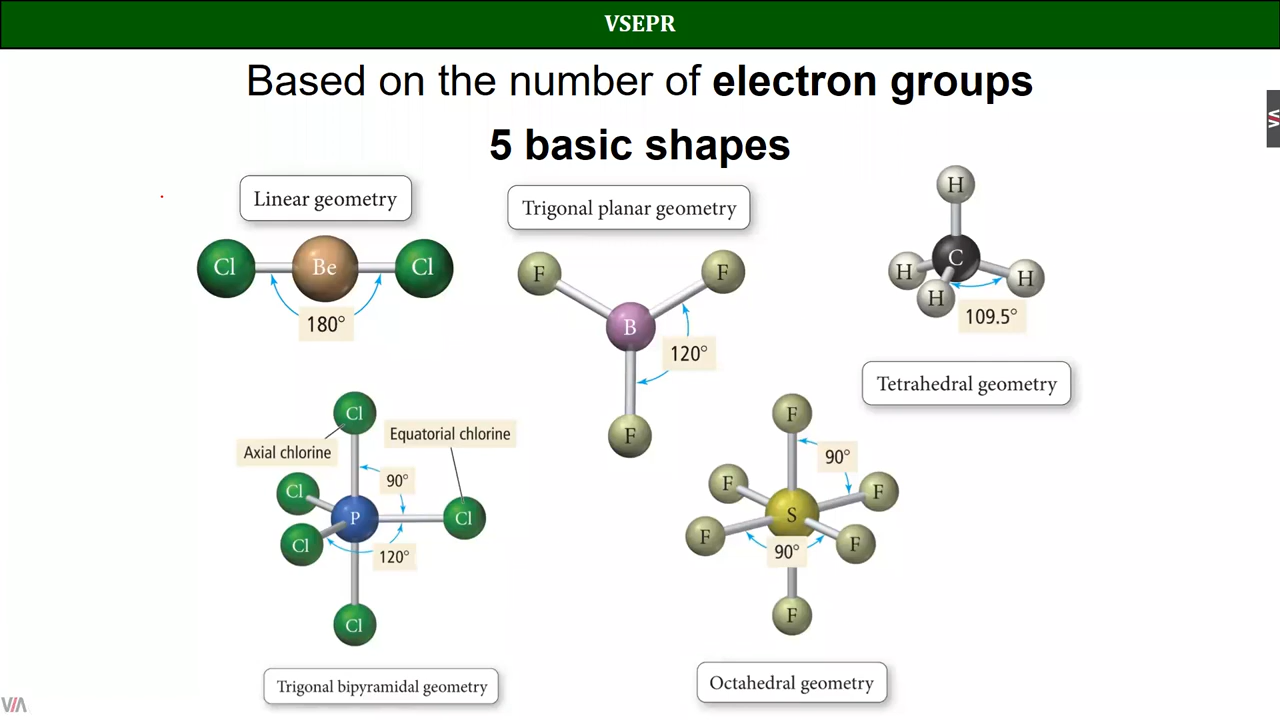 VSEPR
Based on the number of electron groups
5 basic shapes
Linear geometry
Cl Be Cl
180°
Trigonal planar geometry
F F
B
120°
F
H
C
H H
H
109.5°
Tetrahedral geometry
Cl
Axial chlorine
Equatorial chlorine
90°
Cl
P Cl
Cl
120°
Cl
Trigonal bipyramidal geometry
F
90°
F F
S
F F
90°
F
Octahedral geometry
VIA